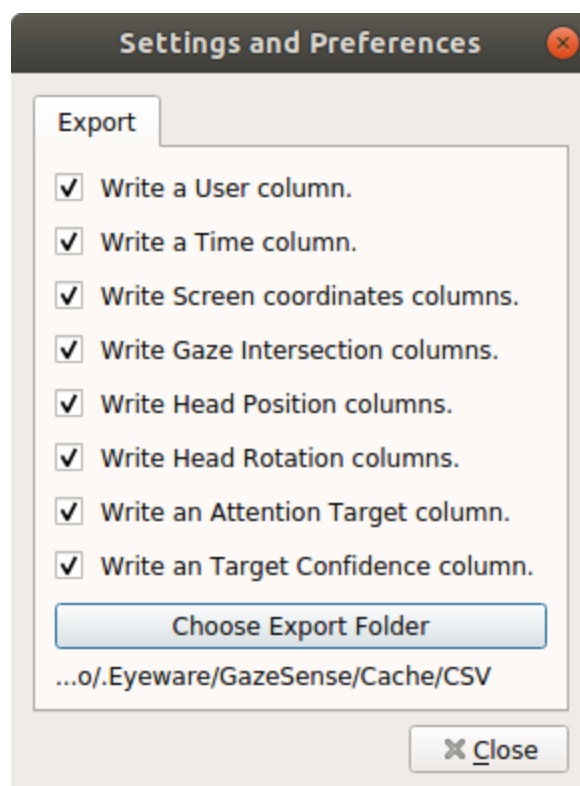 Settings and Preferences
Export
Write a User column.
Write a Time column.
Write Screen coordinates columns.
Write Gaze Intersection columns.
Write Head Position columns.
Write Head Rotation columns.
Write an Attention Target column.
Write an Target Confidence column.
Choose Export Folder
...o/.Eyeware/GazeSense/Cache/CSV
Close